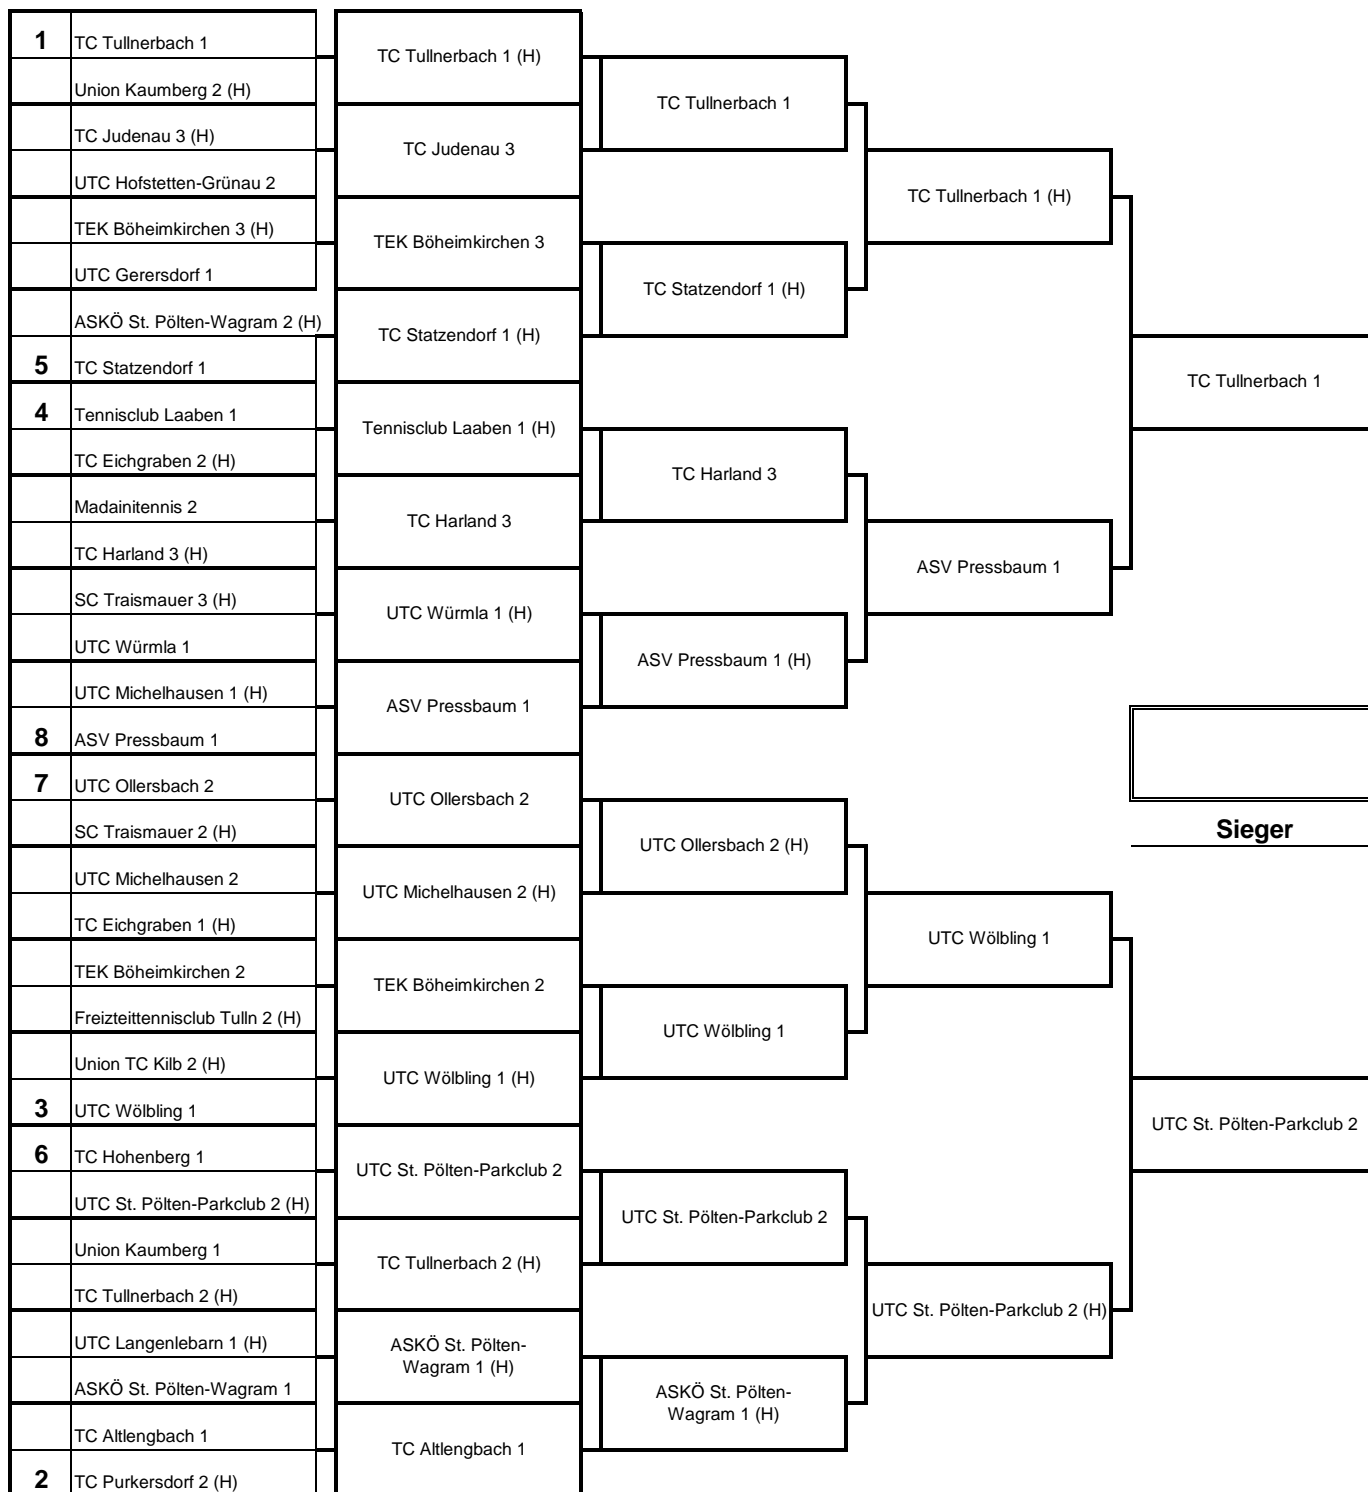 1 TC Tullnerbach 1
Union Kaumberg 2 (H)
TC Judenau 3 (H)
UTC Hofstetten-Grünau 2
TEK Böheimkirchen 3 (H)
UTC Gerersdorf 1
ASKÖ St. Pölten-Wagram 2 (H)
5 TC Statzendorf 1
4 Tennisclub Laaben 1
TC Eichgraben 2 (H)
Madainitennis 2
TC Harland 3 (H)
SC Traismauer 3 (H)
UTC Würmla 1
UTC Michelhausen 1 (H)
8 ASV Pressbaum 1
7 UTC Ollersbach 2
SC Traismauer 2 (H)
UTC Michelhausen 2
TC Eichgraben 1 (H)
TEK Böheimkirchen 2
Freizteittennisclub Tulln 2 (H)
Union TC Kilb 2 (H)
3 UTC Wölbling 1
6 TC Hohenberg 1
UTC St. Pölten-Parkclub 2 (H)
Union Kaumberg 1
TC Tullnerbach 2 (H)
UTC Langenlebarn 1 (H)
ASKÖ St. Pölten-Wagram 1
TC Altlengbach 1
2 TC Purkersdorf 2 (H)
TC Tullnerbach 1 (H)
TC Judenau 3
TEK Böheimkirchen 3
TC Statzendorf 1 (H)
Tennisclub Laaben 1 (H)
TC Harland 3
UTC Würmla 1 (H)
ASV Pressbaum 1
UTC Ollersbach 2
UTC Michelhausen 2 (H)
TEK Böheimkirchen 2
UTC Wölbling 1 (H)
UTC St. Pölten-Parkclub 2
TC Tullnerbach 2 (H)
ASKÖ St. Pölten-
Wagram 1 (H)
TC Altlengbach 1
TC Tullnerbach 1
TC Statzendorf 1 (H)
TC Harland 3
ASV Pressbaum 1 (H)
UTC Ollersbach 2 (H)
UTC Wölbling 1
UTC St. Pölten-Parkclub 2
ASKÖ St. Pölten-
Wagram 1 (H)
TC Tullnerbach 1 (H)
ASV Pressbaum 1
UTC Wölbling 1
UTC St. Pölten-Parkclub 2 (H)
TC Tullnerbach 1
UTC St. Pölten-Parkclub 2
Sieger